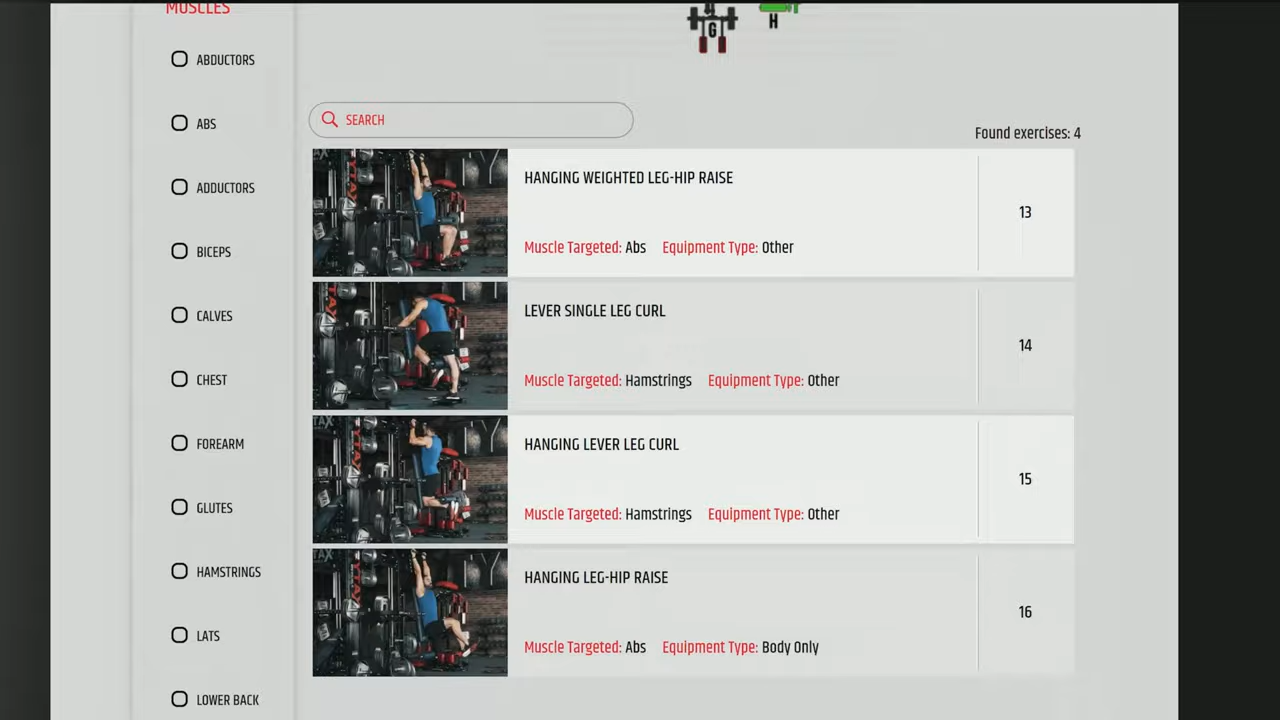 MUSCLES
ABDUCTORS
ABS
ADDUCTORS
BICEPS
CALVES
CHEST
FOREARM
GLUTES
HAMSTRINGS
LATS
LOWER BACK
G
H
SEARCH
Found exercises: 4
HANGING WEIGHTED LEG-HIP RAISE
Muscle Targeted: Abs Equipment Type: Other
13
LEVER SINGLE LEG CURL
Muscle Targeted: Hamstrings Equipment Type: Other
14
HANGING LEVER LEG CURL
Muscle Targeted: Hamstrings Equipment Type: Other
15
HANGING LEG-HIP RAISE
Muscle Targeted: Abs Equipment Type: Body Only
16